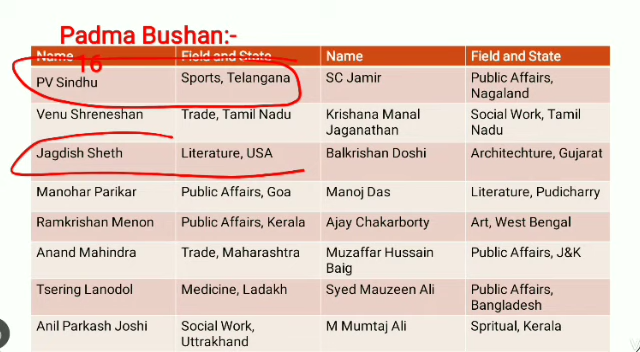 Padma Bushan:-
16
Name Field and State Name Field and State
PV Sindhu Sports, Telangana SC Jamir Public Affairs,
Nagaland
Venu Shreneshan Trade, Tamil Nadu Krishana Manal Social Work, Tamil
Jaganathan Nadu
Jagdish Sheth Literature, USA Balkrishan Doshi Architechture, Gujarat
Manohar Parikar Public Affairs, Goa Manoj Das Literature, Pudicharry
Ramkrishan Menon Public Affairs, Kerala Ajay Chakarborty Art, West Bengal
Anand Mahindra Trade, Maharashtra Muzaffar Hussain Public Affairs, J&K
Baig
Tsering Lanodol Medicine, Ladakh Syed Mauzeen Ali Public Affairs,
Bangladesh
Anil Parkash Joshi Social Work, M Mumtaj Ali Spritual, Kerala
Uttrakhand